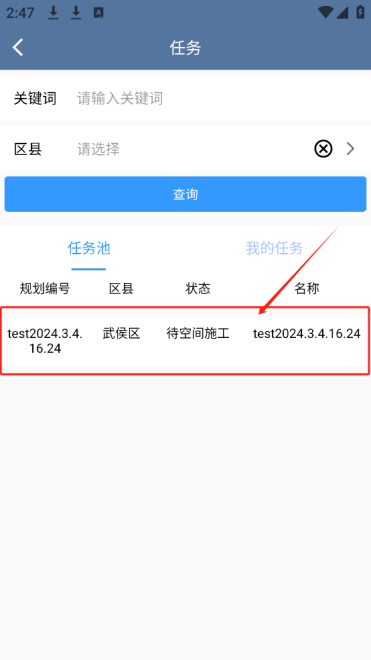 2:47
任务
关键词 请输入关键词
区县 请选择
查询
任务池 我的任务
规划编号 区县 状态 名称
test2024.3.4. 武侯区 待空间施工 test2024.3.4.16.24
16.24